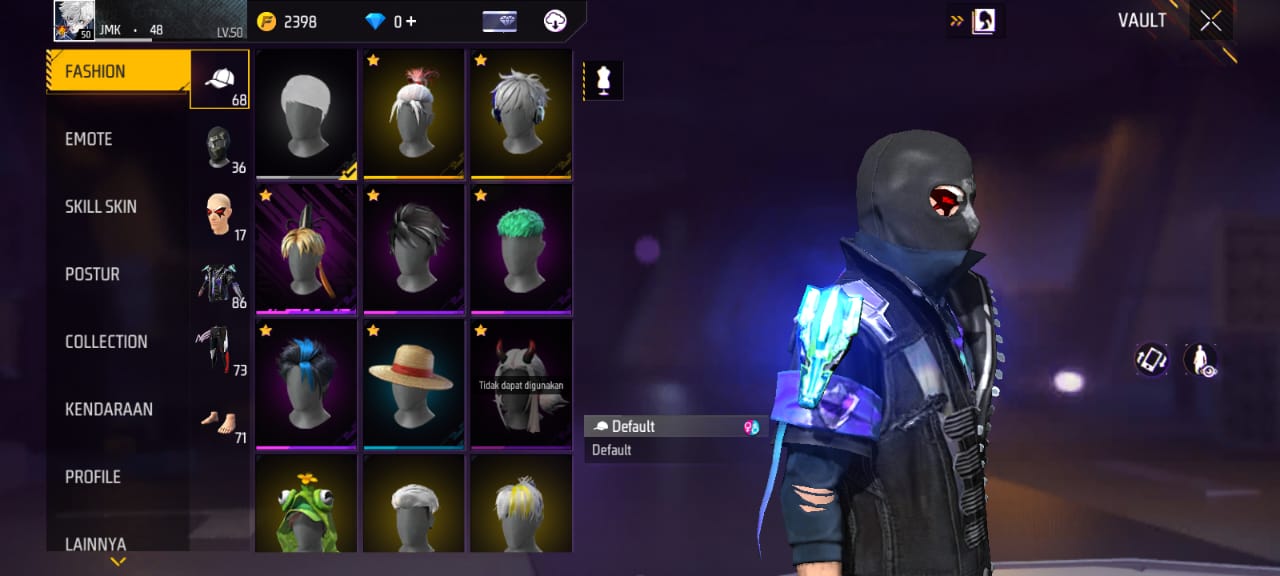 50
JMK · 48
LV.50
F
2398
0 +
VAULT
FASHION
EMOTE
SKILL SKIN
POSTUR
COLLECTION
KENDARAAN
PROFILE
LAINNYA
68
36
17
86
73
71
Tidak dapat digunakan
Default
Default